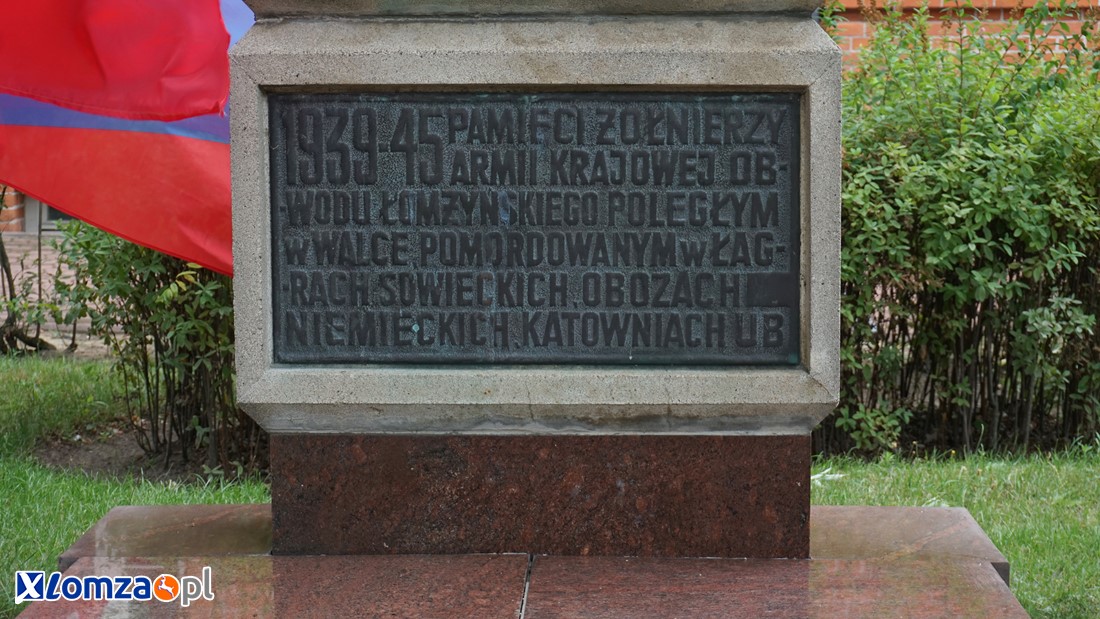 1939-45 PAMIĘCI ŻOŁNIERZY
ARMII KRAJOWEJ OB-
-WODU ŁOMŻYŃSKIEGO POLEGŁYM
W WALCE, POMORDOWANYM W ŁAG-
-RACH SOWIECKICH, OBOZACH
NIEMIECKICH, KATOWNIACH UB
XŁomza.pl